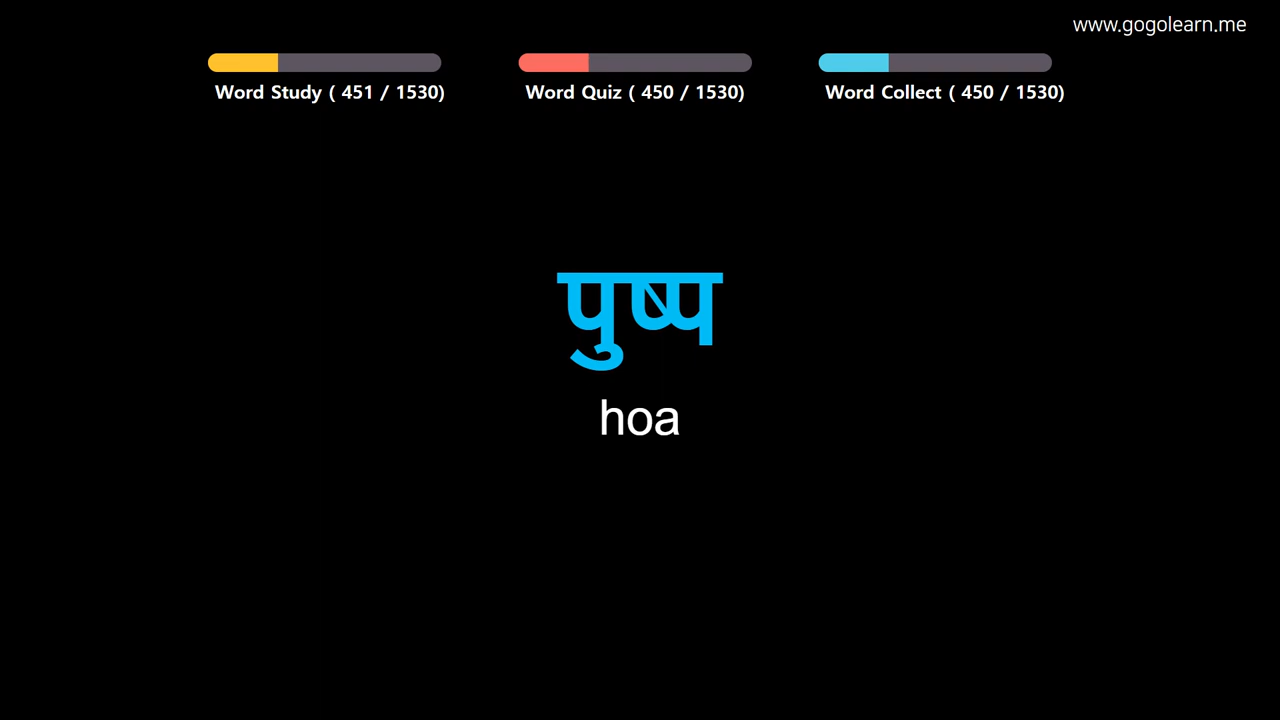 www.gogolearn.me
Word Study ( 451 / 1530)
Word Quiz ( 450 / 1530)
Word Collect ( 450 / 1530)
पुष्प
hoa